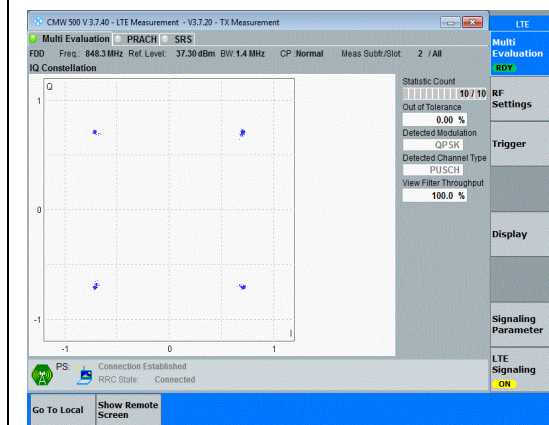 CMW 500 V 3.7.40 - LTE Measurement - V3.7.20 - TX Measurement
LTE
Multi Evaluation PRACH SRS
Multi
Evaluation
RDY
FDD Freq.: 848.3 MHz Ref. Level: 37.30 dBm BW: 1.4 MHz CP :Normal Meas Subfr./Slot: 2 / All
IQ Constellation
Q
1
0
-1
-1 0 1
I
Statistic Count
10 / 10
Out of Tolerance
0.00 %
Detected Modulation
QPSK
Detected Channel Type
PUSCH
View Filter Throughput
100.0 %
RF
Settings
Trigger
Display
Signaling
Parameter
LTE
Signaling
ON
PS: Connection Established
RRC State: Connected
Go To Local
Show Remote
Screen